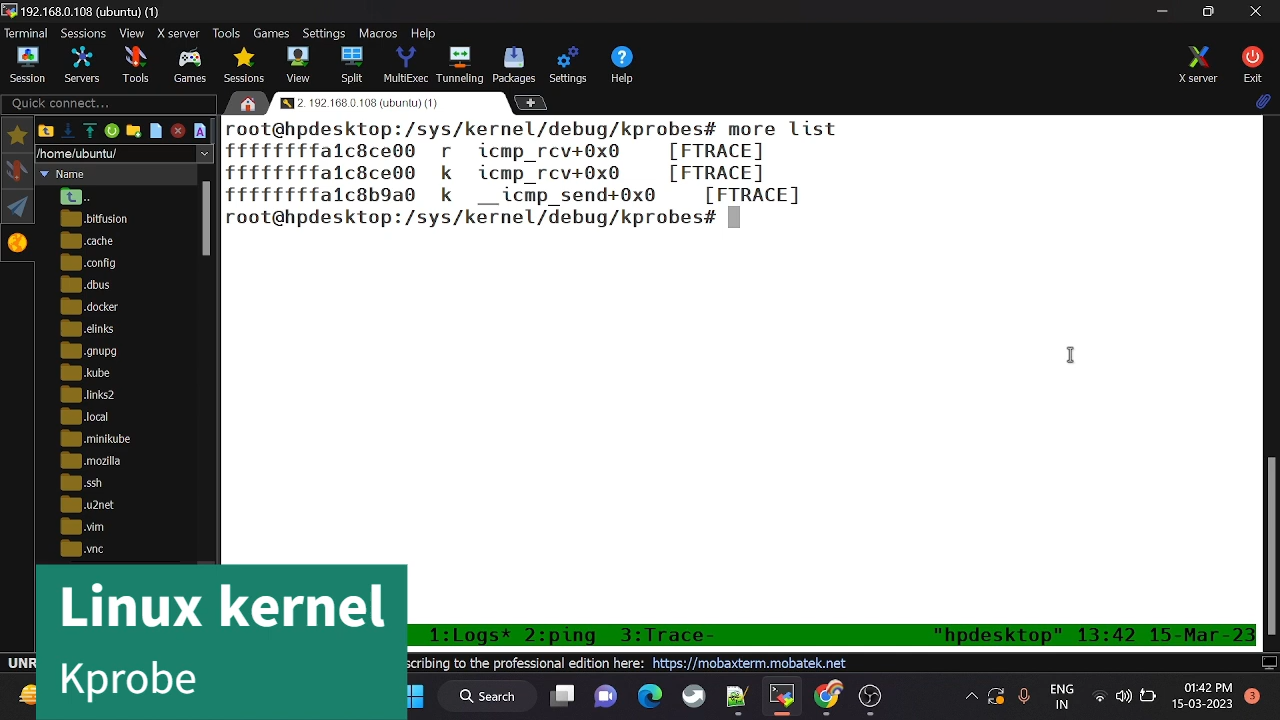 192.168.0.108 (ubuntu) (1)
Terminal Sessions View X server Tools Games Settings Macros Help
Session Servers Tools Games Sessions View Split MultiExec Tunneling Packages Settings Help X server Exit
Quick connect...
2. 192.168.0.108 (ubuntu) (1)
/home/ubuntu/
Name
..
.bitfusion
.cache
.config
.dbus
.docker
.elinks
.gnupg
.kube
.links2
.local
.minikube
.mozilla
.ssh
.u2net
.vim
.vnc
root@hpdesktop:/sys/kernel/debug/kprobes# more list
ffffffffa1c8ce00 r icmp_rcv+0x0 [FTRACE]
ffffffffa1c8ce00 k icmp_rcv+0x0 [FTRACE]
ffffffffa1c8b9a0 k __icmp_send+0x0 [FTRACE]
root@hpdesktop:/sys/kernel/debug/kprobes#
1:Logs* 2:ping 3:Trace- "hpdesktop" 13:42 15-Mar-23
UNR
scribing to the professional edition here: https://mobaxterm.mobatek.net
Linux kernel
Kprobe
Search
ENG
IN
01:42 PM
15-03-2023
3